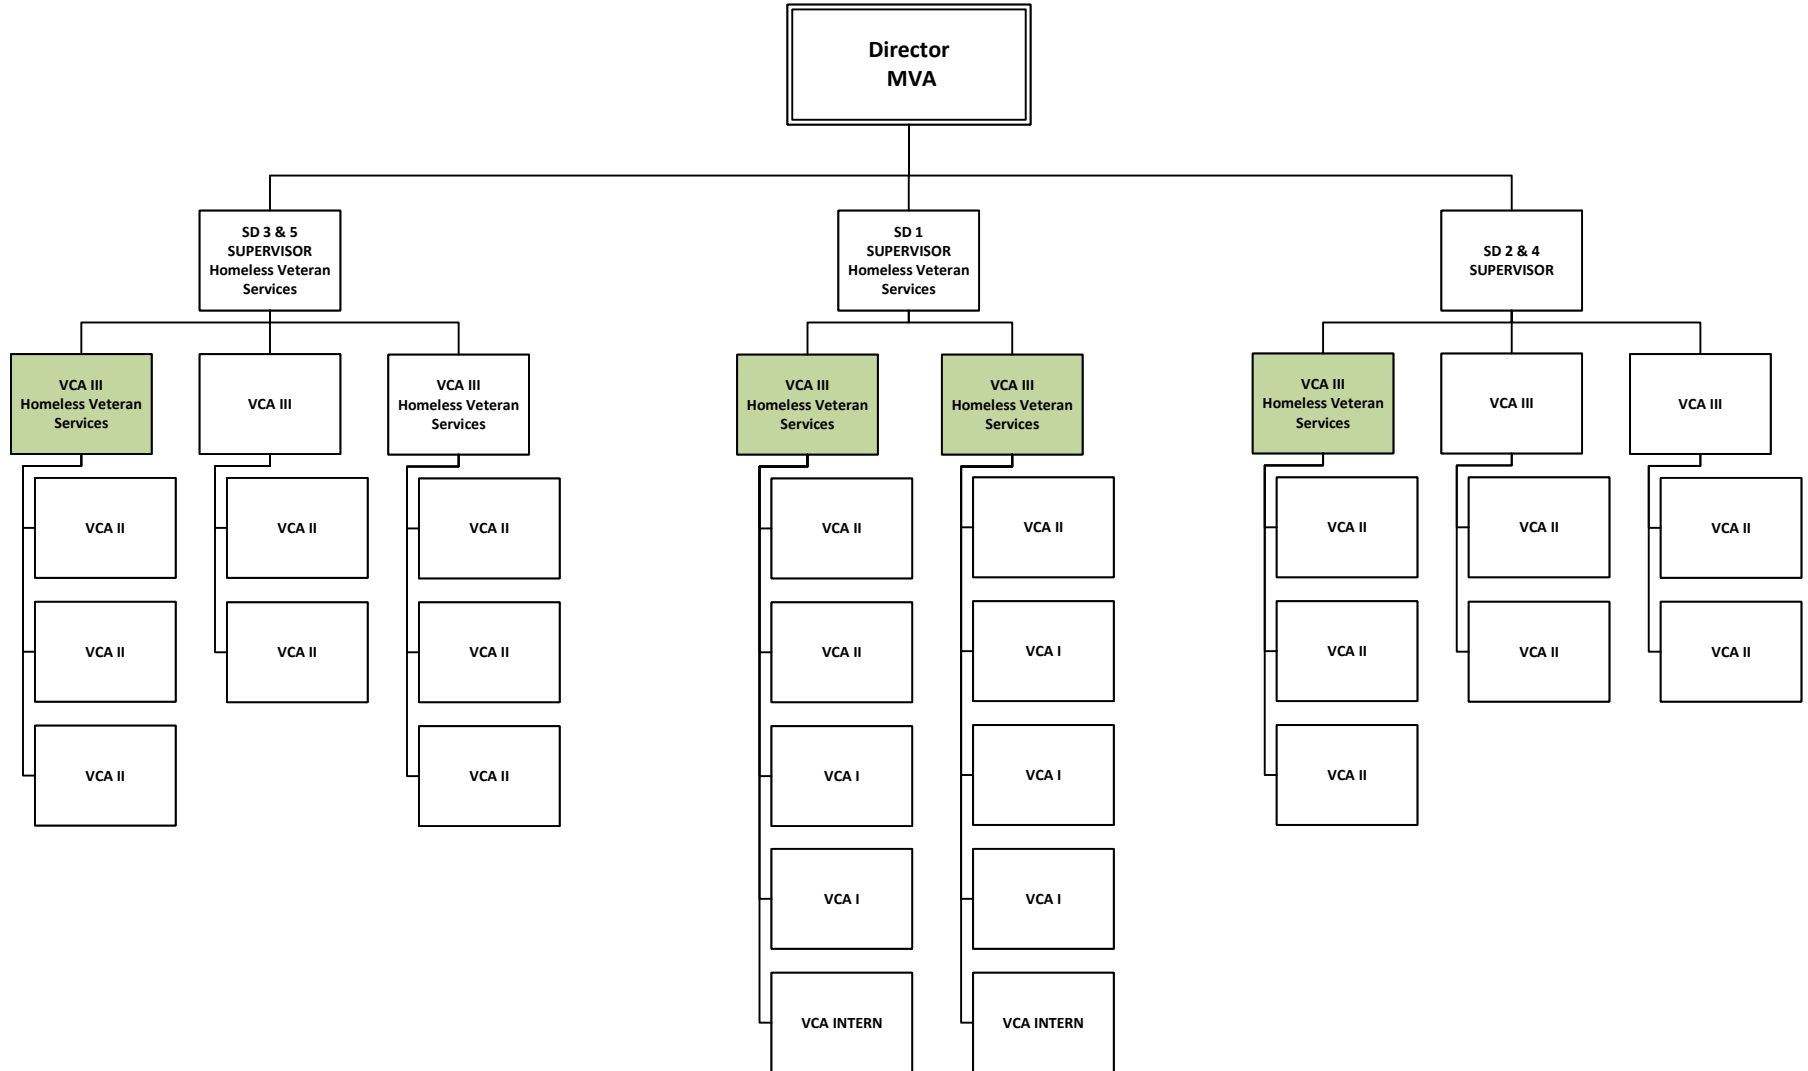 Director
MVA
SD 3 & 5
SUPERVISOR
Homeless Veteran
Services
SD 1
SUPERVISOR
Homeless Veteran
Services
SD 2 & 4
SUPERVISOR
VCA III
Homeless Veteran
Services
VCA III
VCA III
Homeless Veteran
Services
VCA III
Homeless Veteran
Services
VCA III
Homeless Veteran
Services
VCA III
Homeless Veteran
Services
VCA III
VCA III
VCA II
VCA II
VCA II
VCA II
VCA II
VCA II
VCA II
VCA II
VCA II
VCA II
VCA II
VCA II
VCA I
VCA II
VCA II
VCA II
VCA II
VCA II
VCA I
VCA I
VCA II
VCA I
VCA I
VCA INTERN
VCA INTERN